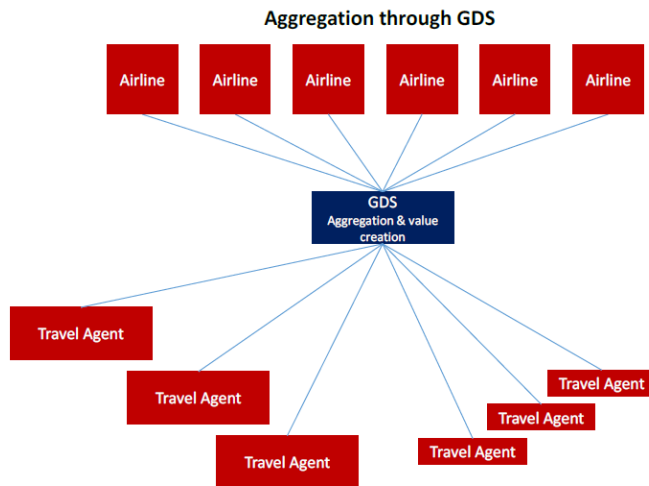 Aggregation through GDS
Airline
Airline
Airline
Airline
Airline
Airline
GDS
Aggregation & value
creation
Travel Agent
Travel Agent
Travel Agent
Travel Agent
Travel Agent
Travel Agent